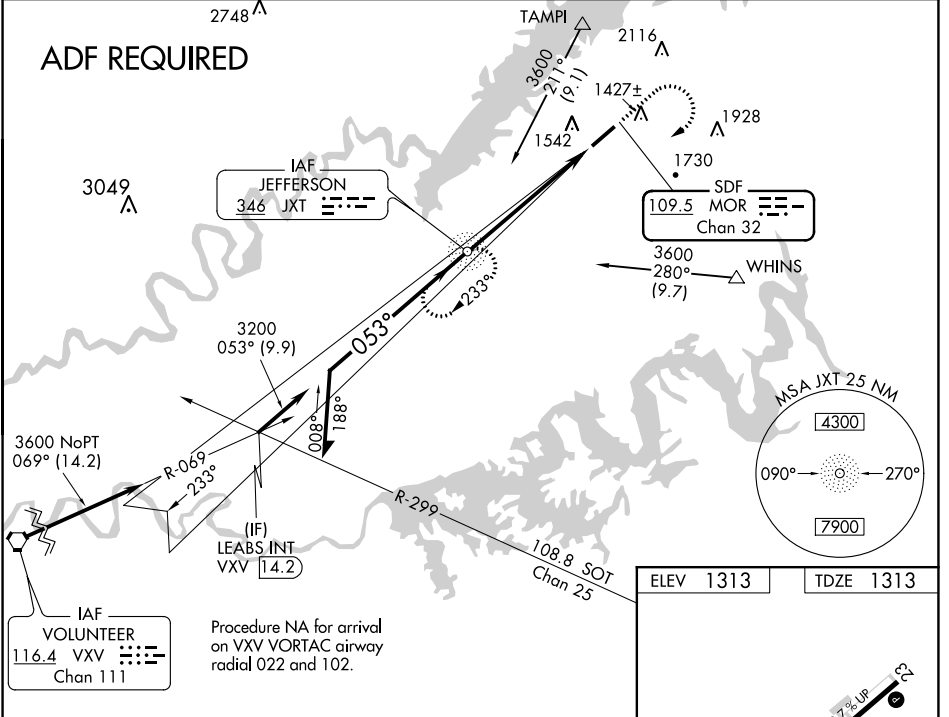 2748
TAMPI
2116
ADF REQUIRED
3600
211°
(9.1)
1427±
1542
1928
1730
IAF
JEFFERSON
346 JXT
3049
SDF
109.5 MOR
Chan 32
3600
280°
(9.7)
WHINS
233°
053°
3200
053° (9.9)
008°
188°
MSA JXT 25 NM
4300
090°
270°
7900
3600 NoPT
069° (14.2)
R-069
233°
R-299
(IF)
LEABS INT
VXV 14.2
108.8 SOT
Chan 25
ELEV 1313
TDZE 1313
IAF
VOLUNTEER
116.4 VXV
Chan 111
Procedure NA for arrival
on VXV VORTAC airway
radial 022 and 102.
23
7% UP
P